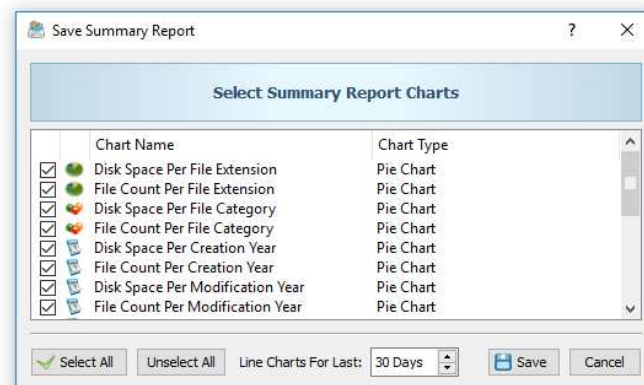 Save Summary Report
?
Select Summary Report Charts
Chart Name Chart Type
Disk Space Per File Extension Pie Chart
File Count Per File Extension Pie Chart
Disk Space Per File Category Pie Chart
File Count Per File Category Pie Chart
Disk Space Per Creation Year Pie Chart
File Count Per Creation Year Pie Chart
Disk Space Per Modification Year Pie Chart
File Count Per Modification Year Pie Chart
Select All Unselect All Line Charts For Last: 30 Days Save Cancel